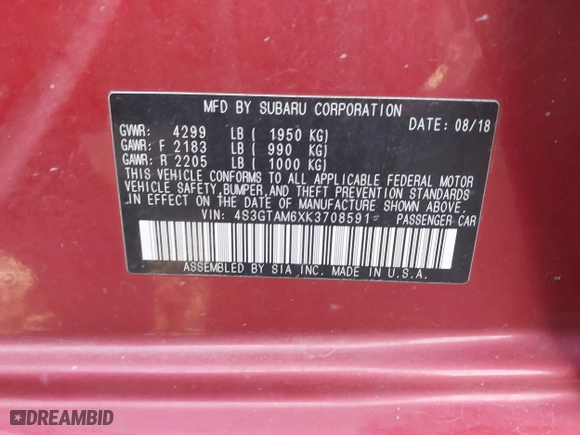 MFD BY SUBARU CORPORATION
DATE: 08/18
GVWR: 4299 LB ( 1950 KG)
GAWR: F 2183 LB ( 990 KG)
GAWR: R 2205 LB ( 1000 KG)
THIS VEHICLE CONFORMS TO ALL APPLICABLE FEDERAL MOTOR
VEHICLE SAFETY,BUMPER,AND THEFT PREVENTION STANDARDS
IN EFFECT ON THE DATE OF MANUFACTURE SHOWN ABOVE.
VIN: 4S3GTAM6XK3708591 PASSENGER CAR
ASSEMBLED BY SIA INC. MADE IN U.S.A.
DREAMBID